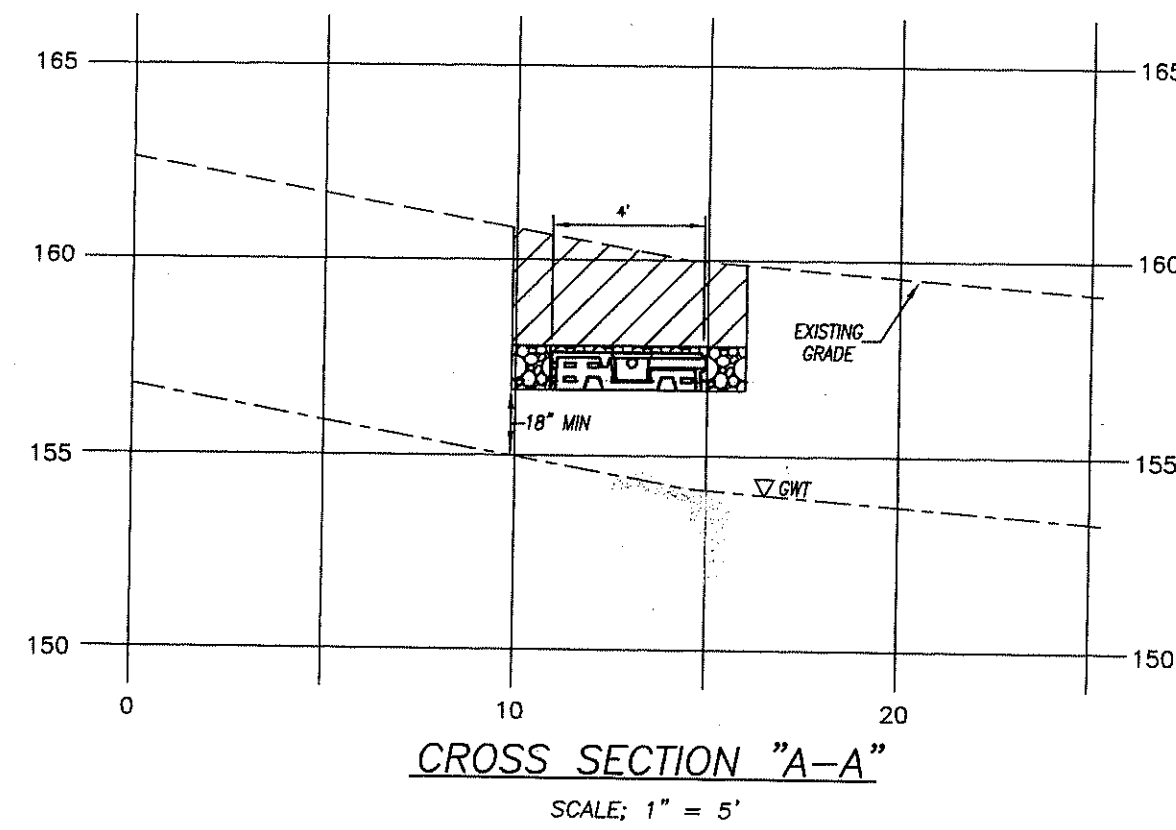 165
165
4'
160
160
EXISTING
GRADE
18" MIN
155
155
GWT
150
150
0
10
20
CROSS SECTION "A–A"
SCALE; 1" = 5'